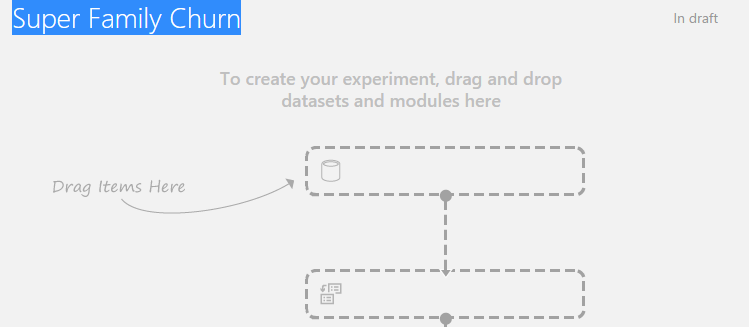 Super Family Churn
In draft
To create your experiment, drag and drop
datasets and modules here
Drag Items Here